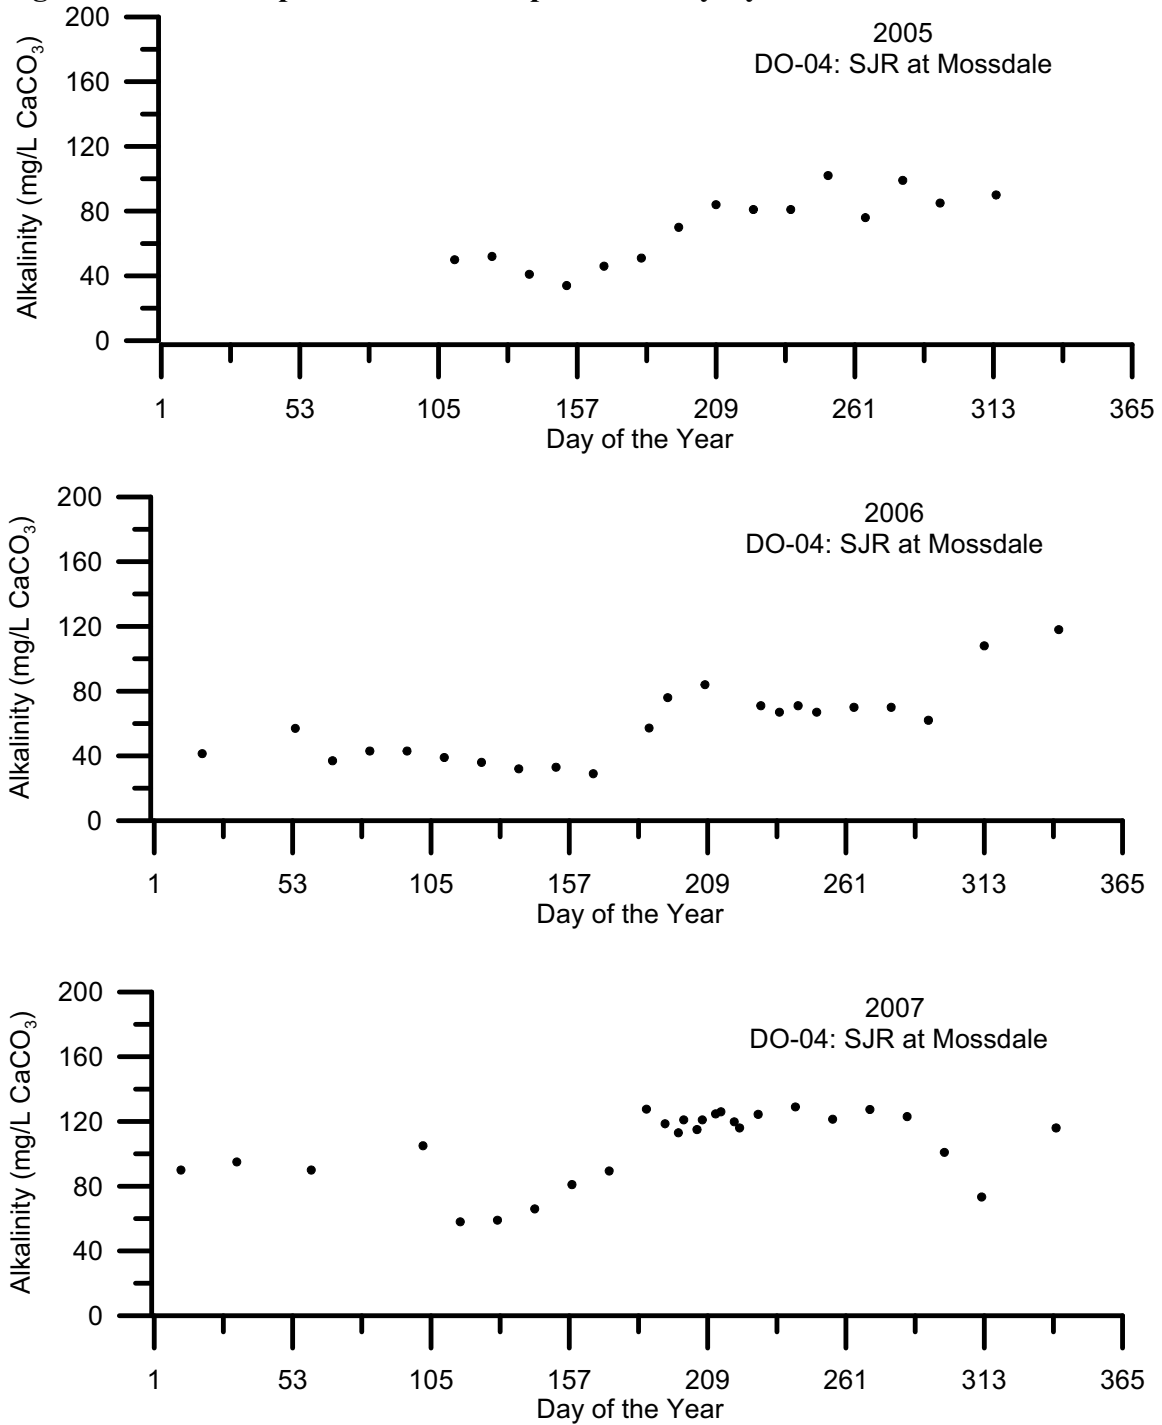 200
160
120
80
40
0
Alkalinity (mg/L CaCO3)
2005
DO-04: SJR at Mossdale
1 53 105 157 209 261 313 365
Day of the Year
200
160
120
80
40
0
Alkalinity (mg/L CaCO3)
2006
DO-04: SJR at Mossdale
1 53 105 157 209 261 313 365
Day of the Year
200
160
120
80
40
0
Alkalinity (mg/L CaCO3)
2007
DO-04: SJR at Mossdale
1 53 105 157 209 261 313 365
Day of the Year